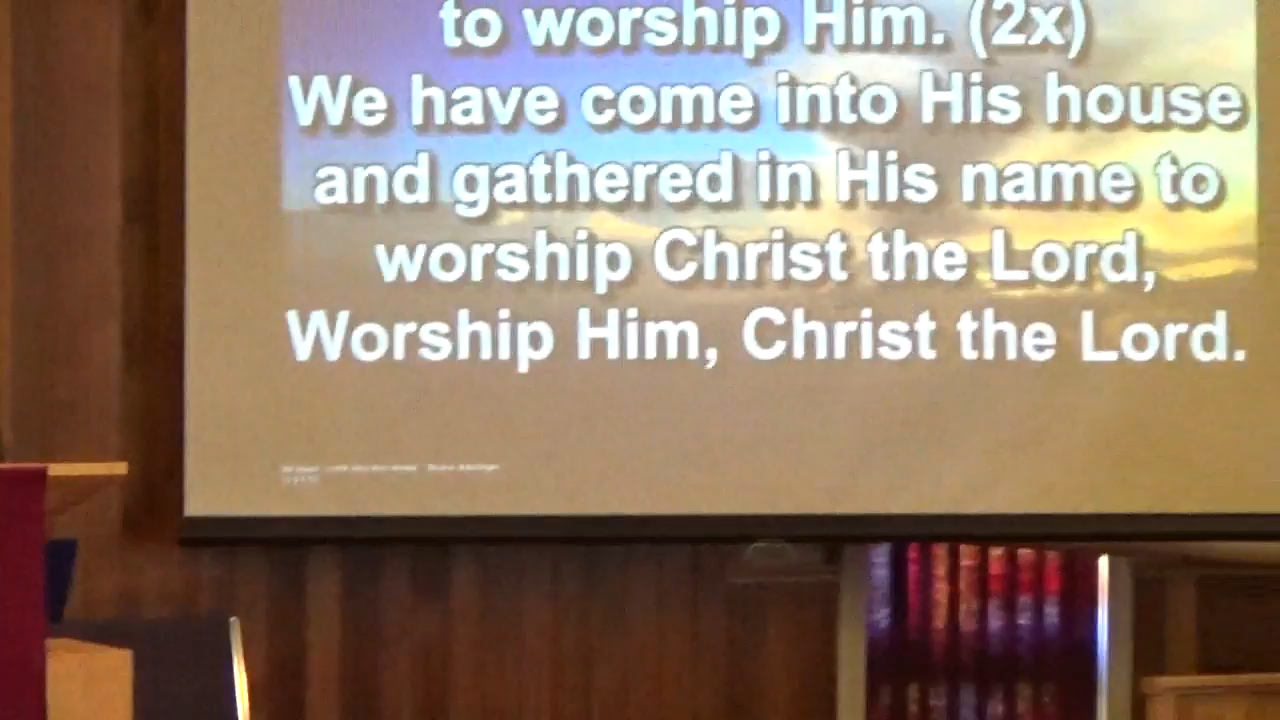 to worship Him. (2x)
We have come into His house
and gathered in His name to
worship Christ the Lord,
Worship Him, Christ the Lord.